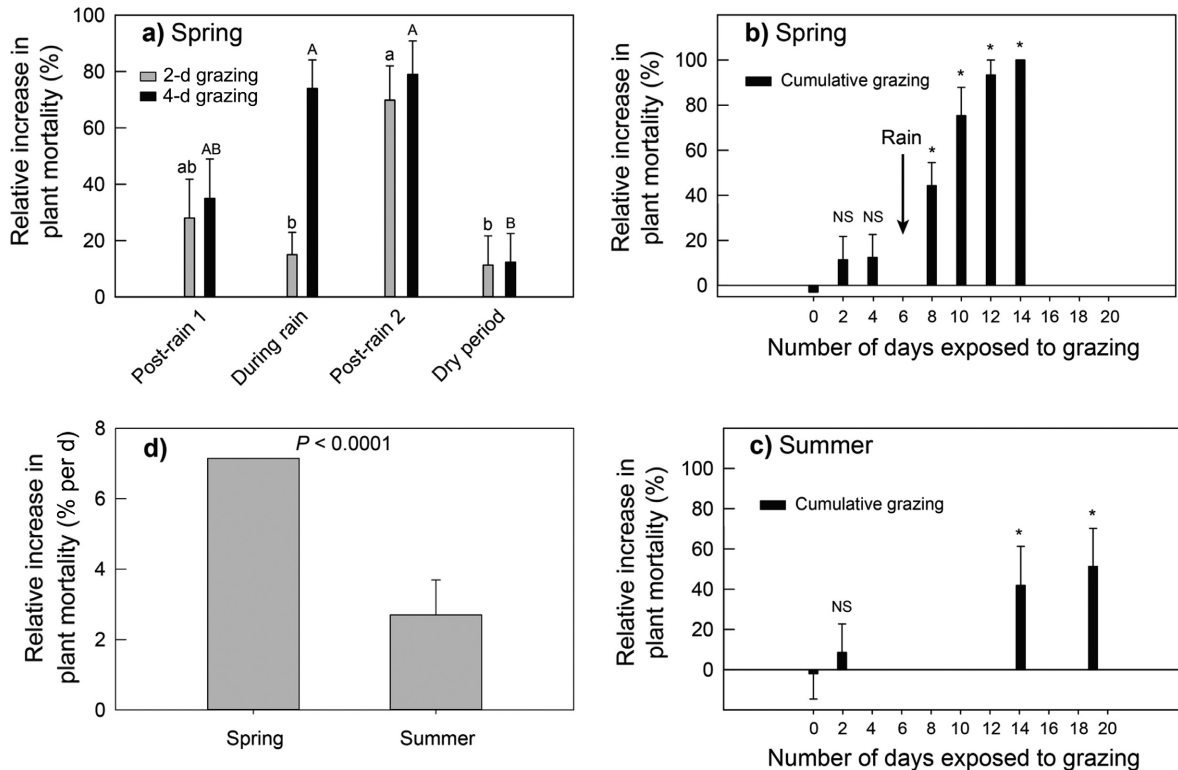 a) Spring
2-d grazing
4-d grazing
Relative increase in
plant mortality (%)
100
80
60
40
20
0
ab
AB
b
A
a
A
b
B
Post-rain 1
During rain
Post-rain 2
Dry period
b) Spring
Cumulative grazing
Relative increase in
plant mortality (%)
100
80
60
40
20
0
NS
NS
Rain
*
*
*
*
0 2 4 6 8 10 12 14 16 18 20
Number of days exposed to grazing
d)
P < 0.0001
Relative increase in
plant mortality (% per d)
8
6
4
2
0
Spring
Summer
c) Summer
Cumulative grazing
Relative increase in
plant mortality (%)
100
80
60
40
20
0
NS
*
*
0 2 4 6 8 10 12 14 16 18 20
Number of days exposed to grazing